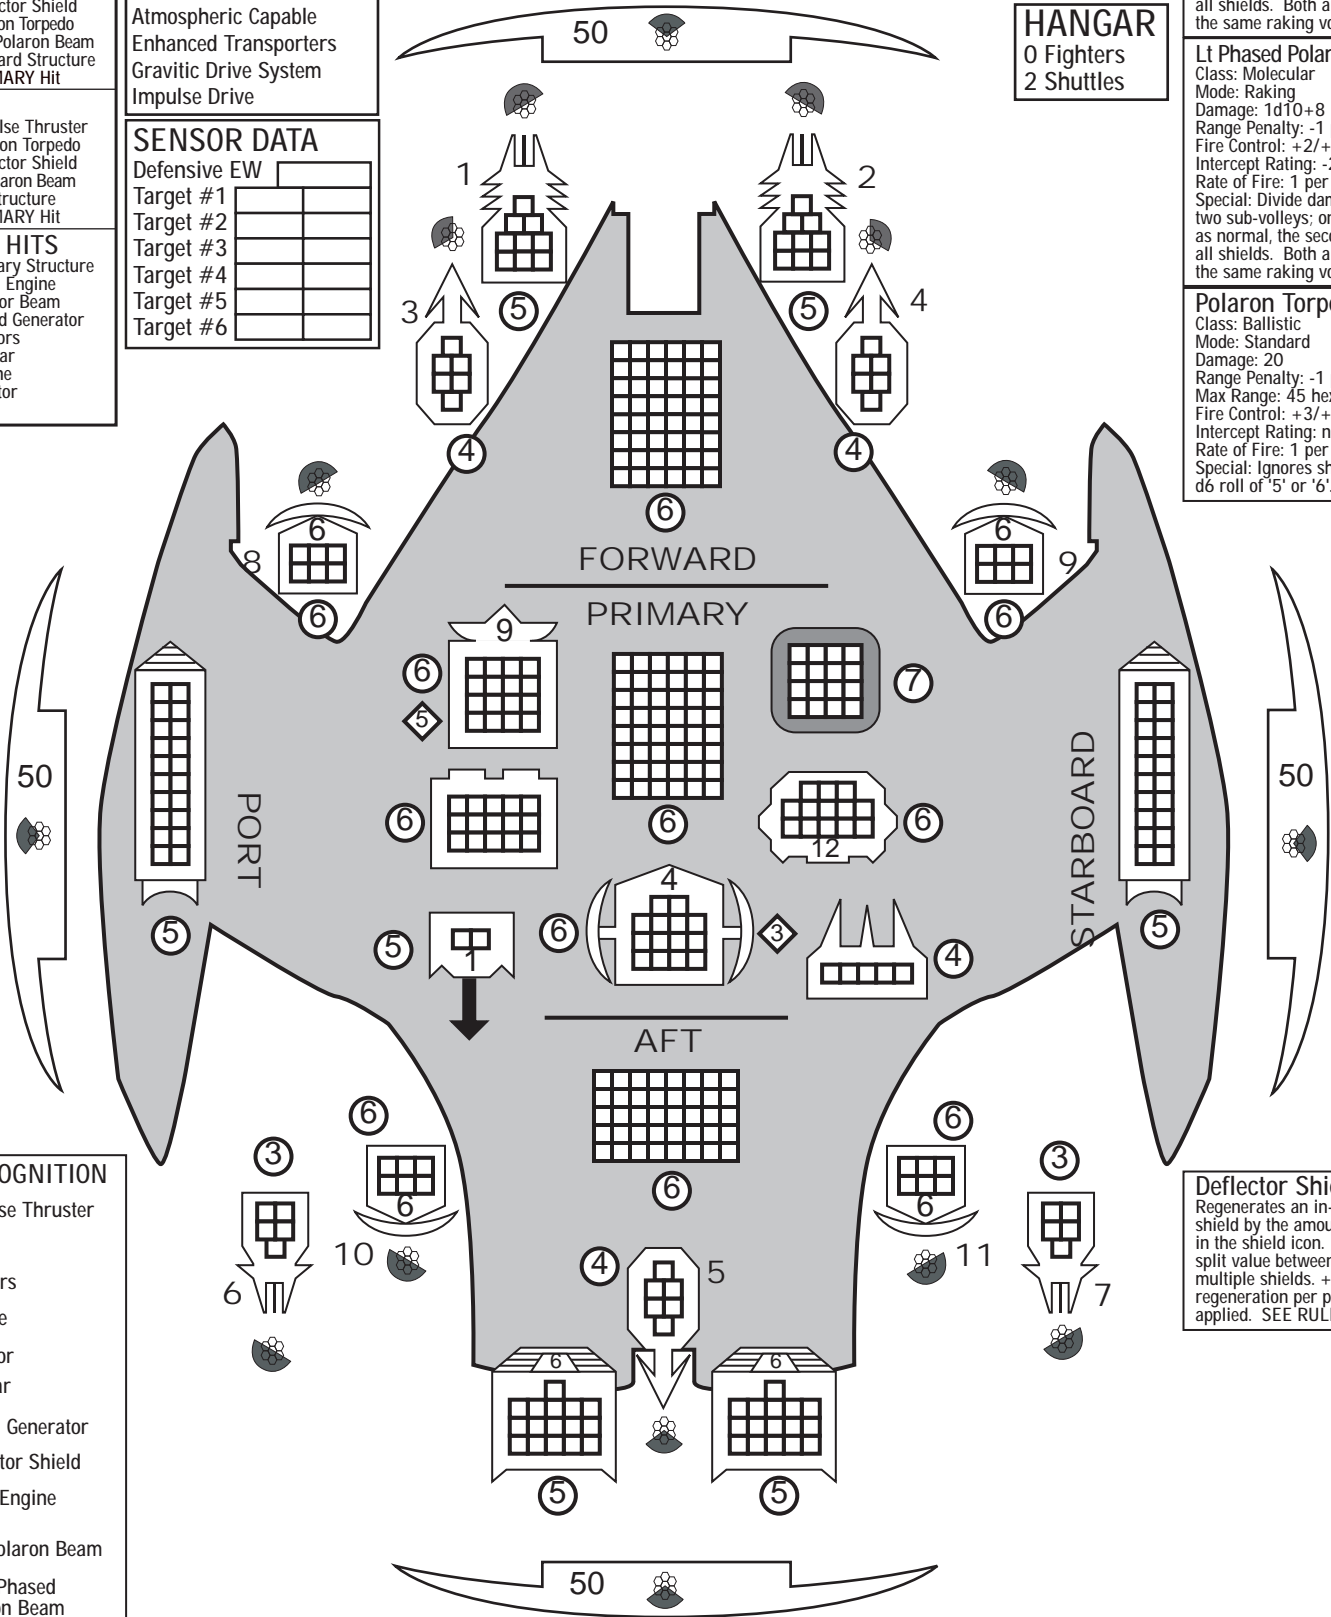 ctor Shield
on Torpedo
Polaron Beam
ard Structure
MARY Hit
lse Thruster
on Torpedo
ctor Shield
aron Beam
tructure
MARY Hit
HITS
ary Structure
Engine
or Beam
d Generator
ors
ar
ne
tor
Atmospheric Capable
Enhanced Transporters
Gravitic Drive System
Impulse Drive
SENSOR DATA
Defensive EW
Target #1
Target #2
Target #3
Target #4
Target #5
Target #6
50
HANGAR
0 Fighters
2 Shuttles
all shields. Both a
the same raking vo
Lt Phased Polar
Class: Molecular
Mode: Raking
Damage: 1d10+8
Range Penalty: -1
Fire Control: +2/+
Intercept Rating: -2
Rate of Fire: 1 per
Special: Divide dam
two sub-volleys; on
as normal, the seco
all shields. Both a
the same raking vo
Polaron Torpe
Class: Ballistic
Mode: Standard
Damage: 20
Range Penalty: -1
Max Range: 45 hex
Fire Control: +3/+
Intercept Rating: n
Rate of Fire: 1 per
Special: Ignores sh
d6 roll of '5' or '6'.
1
2
5
5
3
4
4
4
6
6
6
8
9
6
6
FORWARD
PRIMARY
9
6
5
7
50
50
PORT
STARBOARD
6
6
6
12
4
5
5
5
1
6
3
4
AFT
6
6
3
3
6
6
6
10
11
4
5
6
7
6
6
5
5
50
OGNITION
se Thruster
rs
e
or
ar
Generator
tor Shield
Engine
olaron Beam
Phased
on Beam
Deflector Shie
Regenerates an in-
shield by the amou
in the shield icon.
split value between
multiple shields. +
regeneration per p
applied. SEE RUL